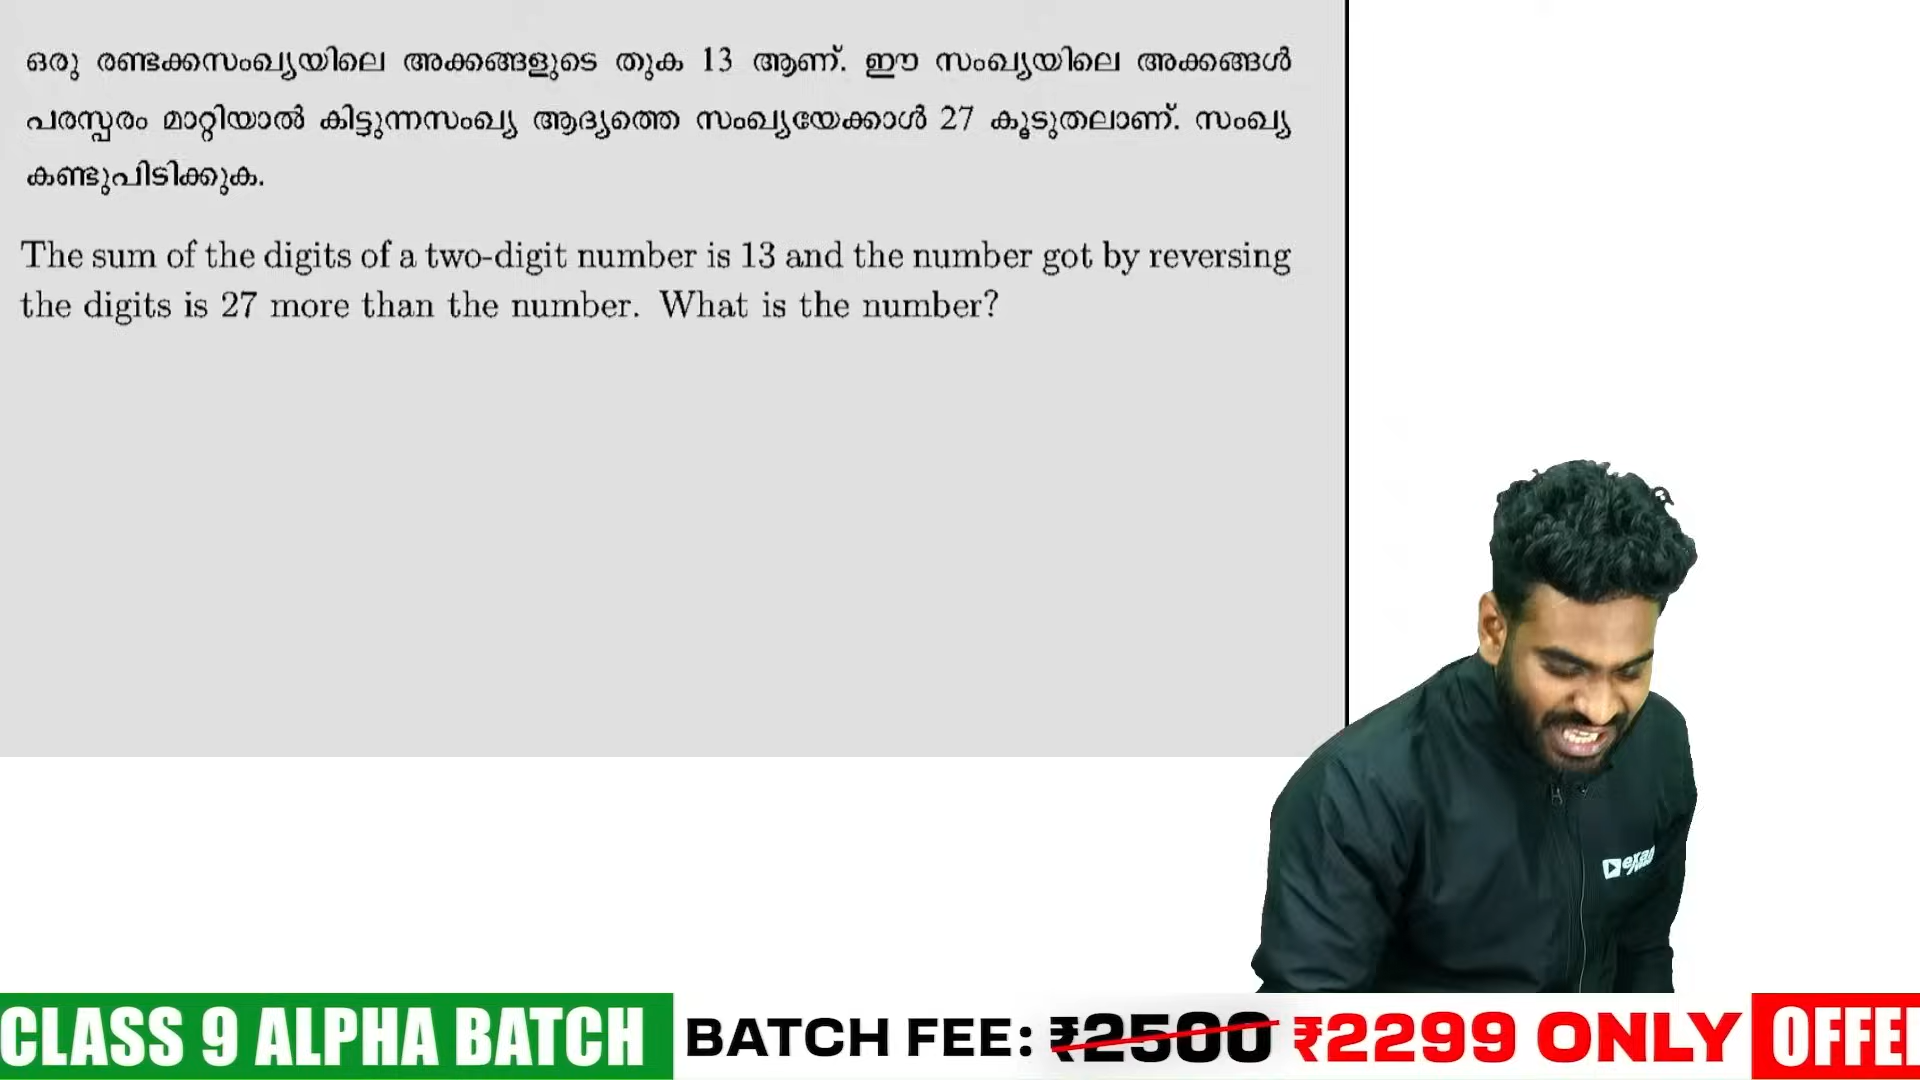 ഒരു രണ്ടക്കസംഖ്യയിലെ അക്കങ്ങളുടെ തുക 13 ആണ്. ഈ സംഖ്യയിലെ അക്കങ്ങൾ
പരസ്പരം മാറ്റിയാൽ കിട്ടുന്നസംഖ്യ ആദ്യത്തെ സംഖ്യയേക്കാൾ 27 കൂടുതലാണ്. സംഖ്യ
കണ്ടുപിടിക്കുക.
The sum of the digits of a two-digit number is 13 and the number got by reversing
the digits is 27 more than the number. What is the number?
CLASS 9 ALPHA BATCH BATCH FEE: ₹2500 ₹2299 ONLY